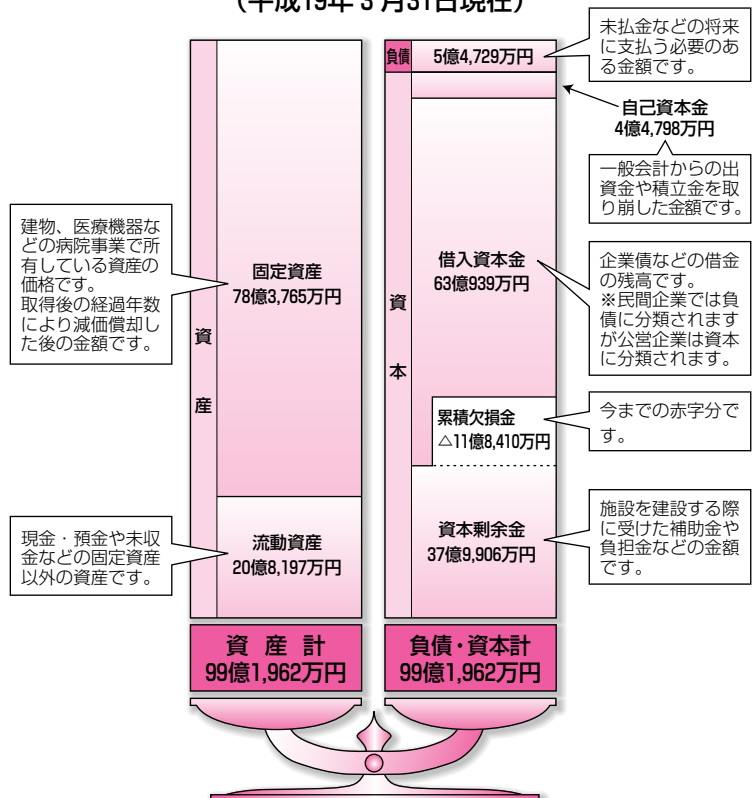 （平成19年３月31日現在）
負債
5億4,729万円
未払金などの将来
に支払う必要のあ
る金額です。
自己資本金
4億4,798万円
一般会計からの出
資金や積立金を取
り崩した金額です。
建物、医療機器な
どの病院事業で所
有している資産の
価格です。
取得後の経過年数
により減価償却し
た後の金額です。
資産
固定資産
78億3,765万円
資本
借入資本金
63億939万円
企業債などの借金
の残高です。
※民間企業では負
債に分類されます
が公営企業は資本
に分類されます。
累積欠損金
△11億8,410万円
今までの赤字分で
す。
現金・預金や未収
金などの固定資産
以外の資産です。
流動資産
20億8,197万円
資本剰余金
37億9,906万円
施設を建設する際
に受けた補助金や
負担金などの金額
です。
資産計
99億1,962万円
負債・資本計
99億1,962万円